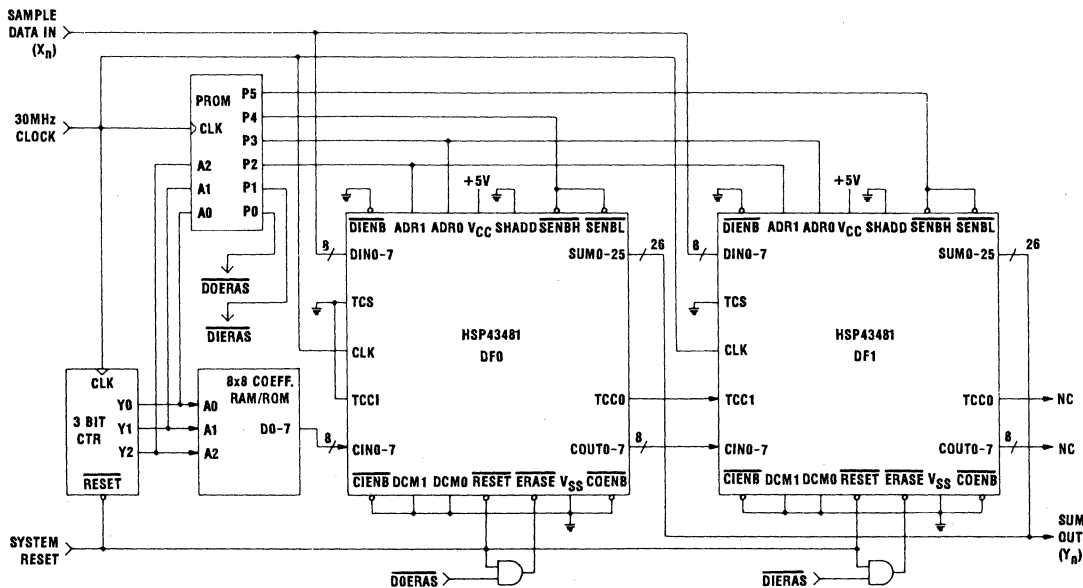 SAMPLE
DATA IN
(Xn)
30MHz
CLOCK
PROM
P5
P4
CLK
P3
A2
P2
A1
P1
A0
P0
DOERAS
DIERAS
CLK
3 BIT
CTR
Y0
Y1
Y2
RESET
8x8 COEFF.
RAM/ROM
A0
A1
A2
D0-7
+5V
DIENB ADR1 ADR0 VCC SHADD SENBH SENBL
8
DIN0-7
SUM0-25
26
TCS
HSP43481
DF0
CLK
TCCI
TCCO
8
CIN0-7
COUT0-7
8
CIENB DCM1 DCM0 RESET ERASE VSS COENB
DOERAS
+5V
DIENB ADR1 ADR0 VCC SHADD SENBH SENBL
8
DIN0-7
SUM0-25
26
TCS
HSP43481
DF1
CLK
TCC1
TCCO
NC
CIN0-7
COUT0-7
8
NC
CIENB DCM1 DCM0 RESET ERASE VSS COENB
DIERAS
SYSTEM
RESET
SUM
OUT
(Yn)